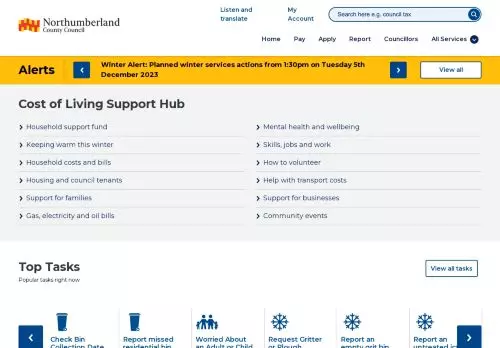 Northumberland
County Council
Listen and
translate
My
Account
Search here e.g. council tax
Home Pay Apply Report Councillors All Services
Alerts
Winter Alert: Planned winter services actions from 1:30pm on Tuesday 5th
December 2023
View all
Cost of Living Support Hub
Household support fund
Keeping warm this winter
Household costs and bills
Housing and council tenants
Support for families
Gas, electricity and oil bills
Mental health and wellbeing
Skills, jobs and work
How to volunteer
Help with transport costs
Support for businesses
Community events
Top Tasks
Popular tasks right now
View all tasks
Check Bin
Collection Date
Report missed
residential bin
Worried About
an Adult or Child
Request Gritter
or Plough
Report an
empty grit bin
Report an
untreated ic